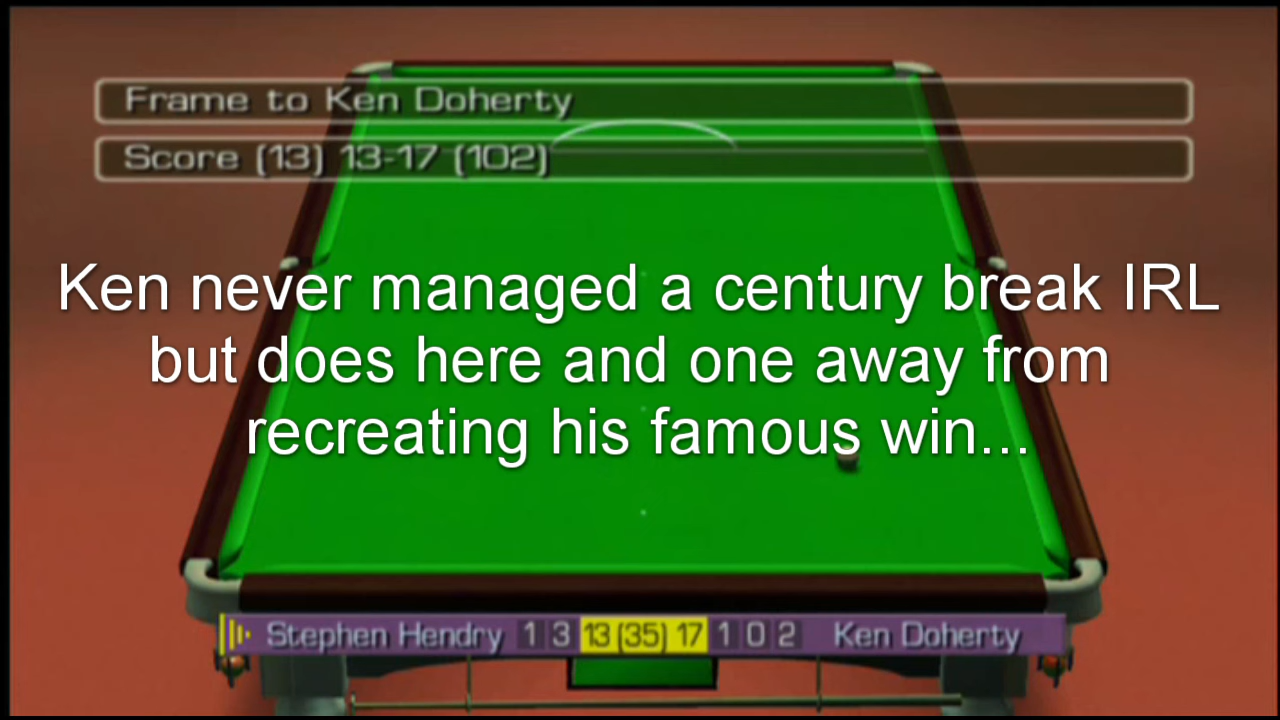 Frame to Ken Doherty
Score (13) 13-17 (102)
Ken never managed a century break IRL
but does here and one away from
recreating his famous win...
Stephen Hendry 1 3 13 (35) 17 1 0 2 Ken Doherty